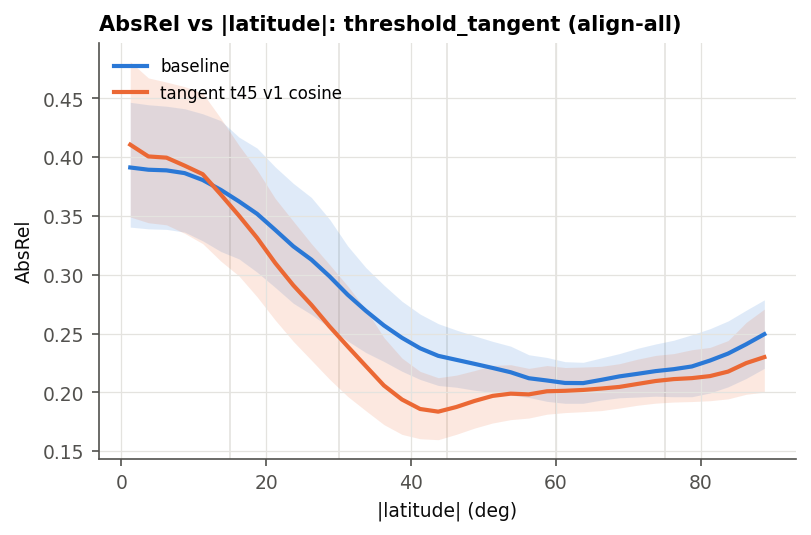 AbsRel vs |latitude|: threshold_tangent (align-all)
baseline
tangent t45 v1 cosine
AbsRel
0.45
0.40
0.35
0.30
0.25
0.20
0.15
0 20 40 60 80
|latitude| (deg)